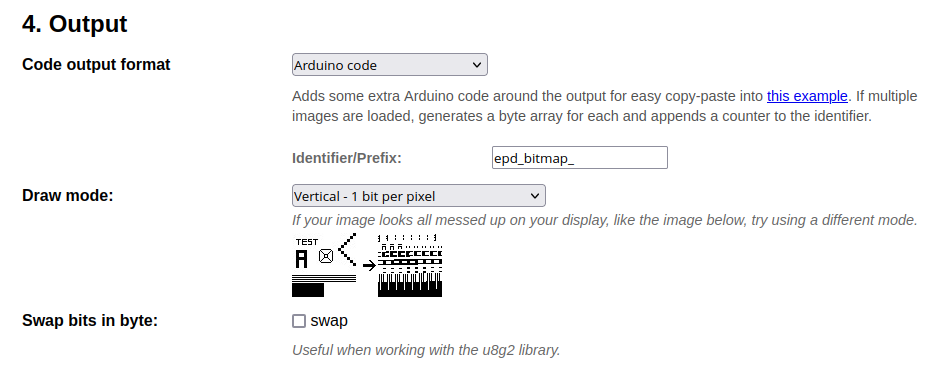 4. Output
Code output format
Arduino code
Adds some extra Arduino code around the output for easy copy-paste into this example. If multiple
images are loaded, generates a byte array for each and appends a counter to the identifier.
Identifier/Prefix:
epd_bitmap_
Draw mode:
Vertical - 1 bit per pixel
If your image looks all messed up on your display, like the image below, try using a different mode.
TEST
A
Swap bits in byte:
swap
Useful when working with the u8g2 library.